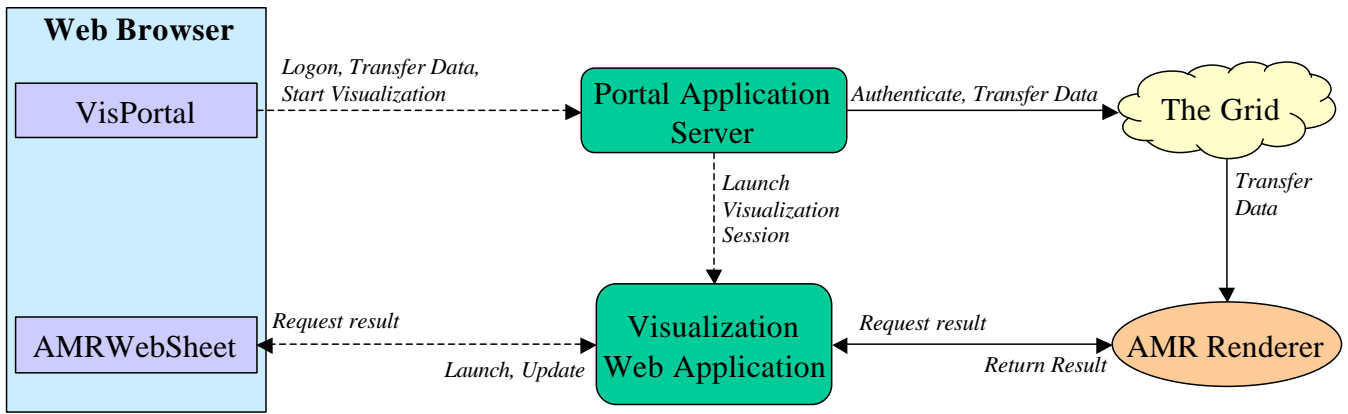 Web Browser
VisPortal
Logon, Transfer Data,
Start Visualization
Portal Application
Server
Authenticate, Transfer Data
The Grid
Launch
Visualization
Session
Transfer
Data
AMRWebSheet
Request result
Launch, Update
Visualization
Web Application
Request result
Return Result
AMR Renderer